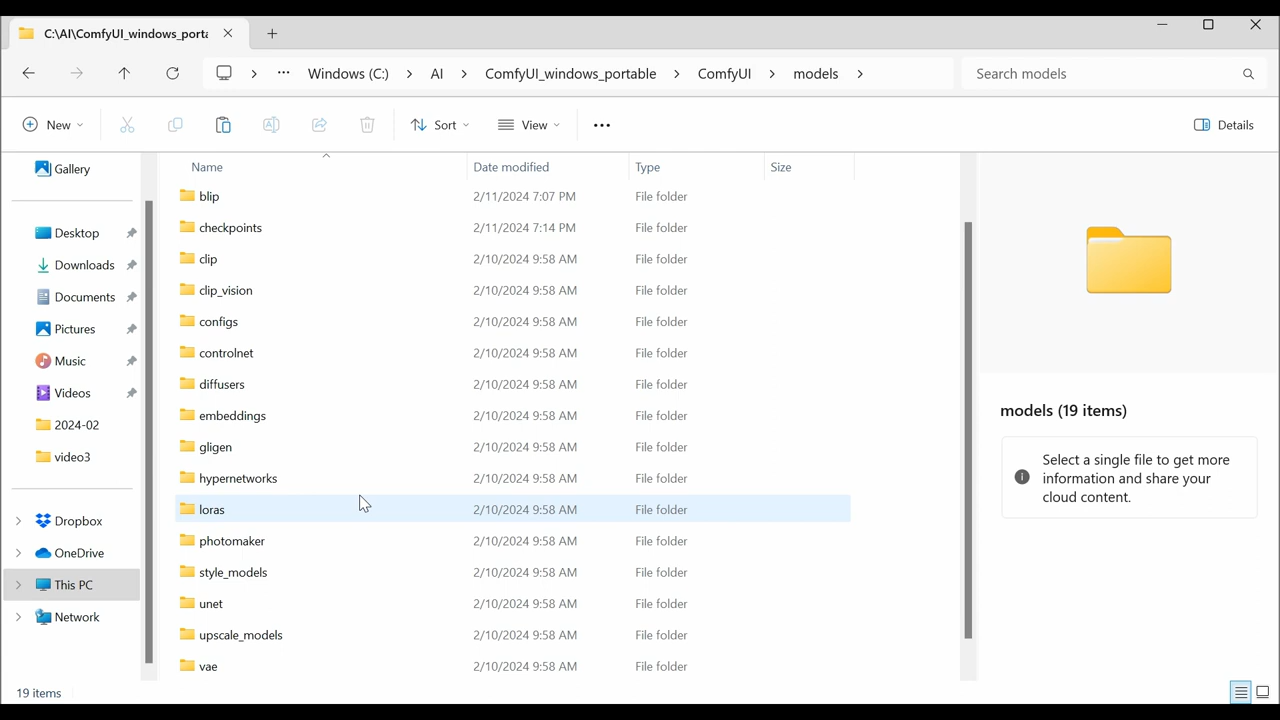 C:\AI\ComfyUI_windows_porta
Windows (C:) AI ComfyUI_windows_portable ComfyUI models
Search models
New Sort View Details
Gallery
Desktop
Downloads
Documents
Pictures
Music
Videos
2024-02
video3
Dropbox
OneDrive
This PC
Network
Name Date modified Type Size
blip 2/11/2024 7:07 PM File folder
checkpoints 2/11/2024 7:14 PM File folder
clip 2/10/2024 9:58 AM File folder
clip_vision 2/10/2024 9:58 AM File folder
configs 2/10/2024 9:58 AM File folder
controlnet 2/10/2024 9:58 AM File folder
diffusers 2/10/2024 9:58 AM File folder
embeddings 2/10/2024 9:58 AM File folder
gligen 2/10/2024 9:58 AM File folder
hypernetworks 2/10/2024 9:58 AM File folder
loras 2/10/2024 9:58 AM File folder
photomaker 2/10/2024 9:58 AM File folder
style_models 2/10/2024 9:58 AM File folder
unet 2/10/2024 9:58 AM File folder
upscale_models 2/10/2024 9:58 AM File folder
vae 2/10/2024 9:58 AM File folder
models (19 items)
Select a single file to get more
information and share your
cloud content.
19 items